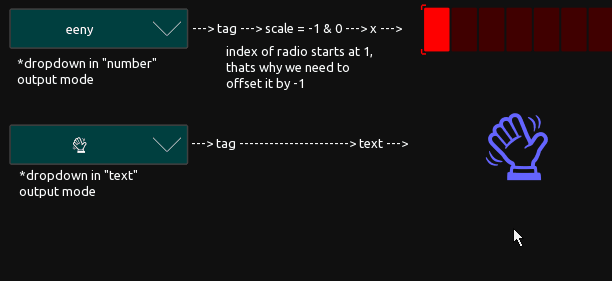 eeny
---> tag ---> scale = -1 & 0 ---> x --->
*dropdown in "number"
output mode
index of radio starts at 1,
thats why we need to
offset it by -1
---> tag ----------------------> text --->
*dropdown in "text"
output mode